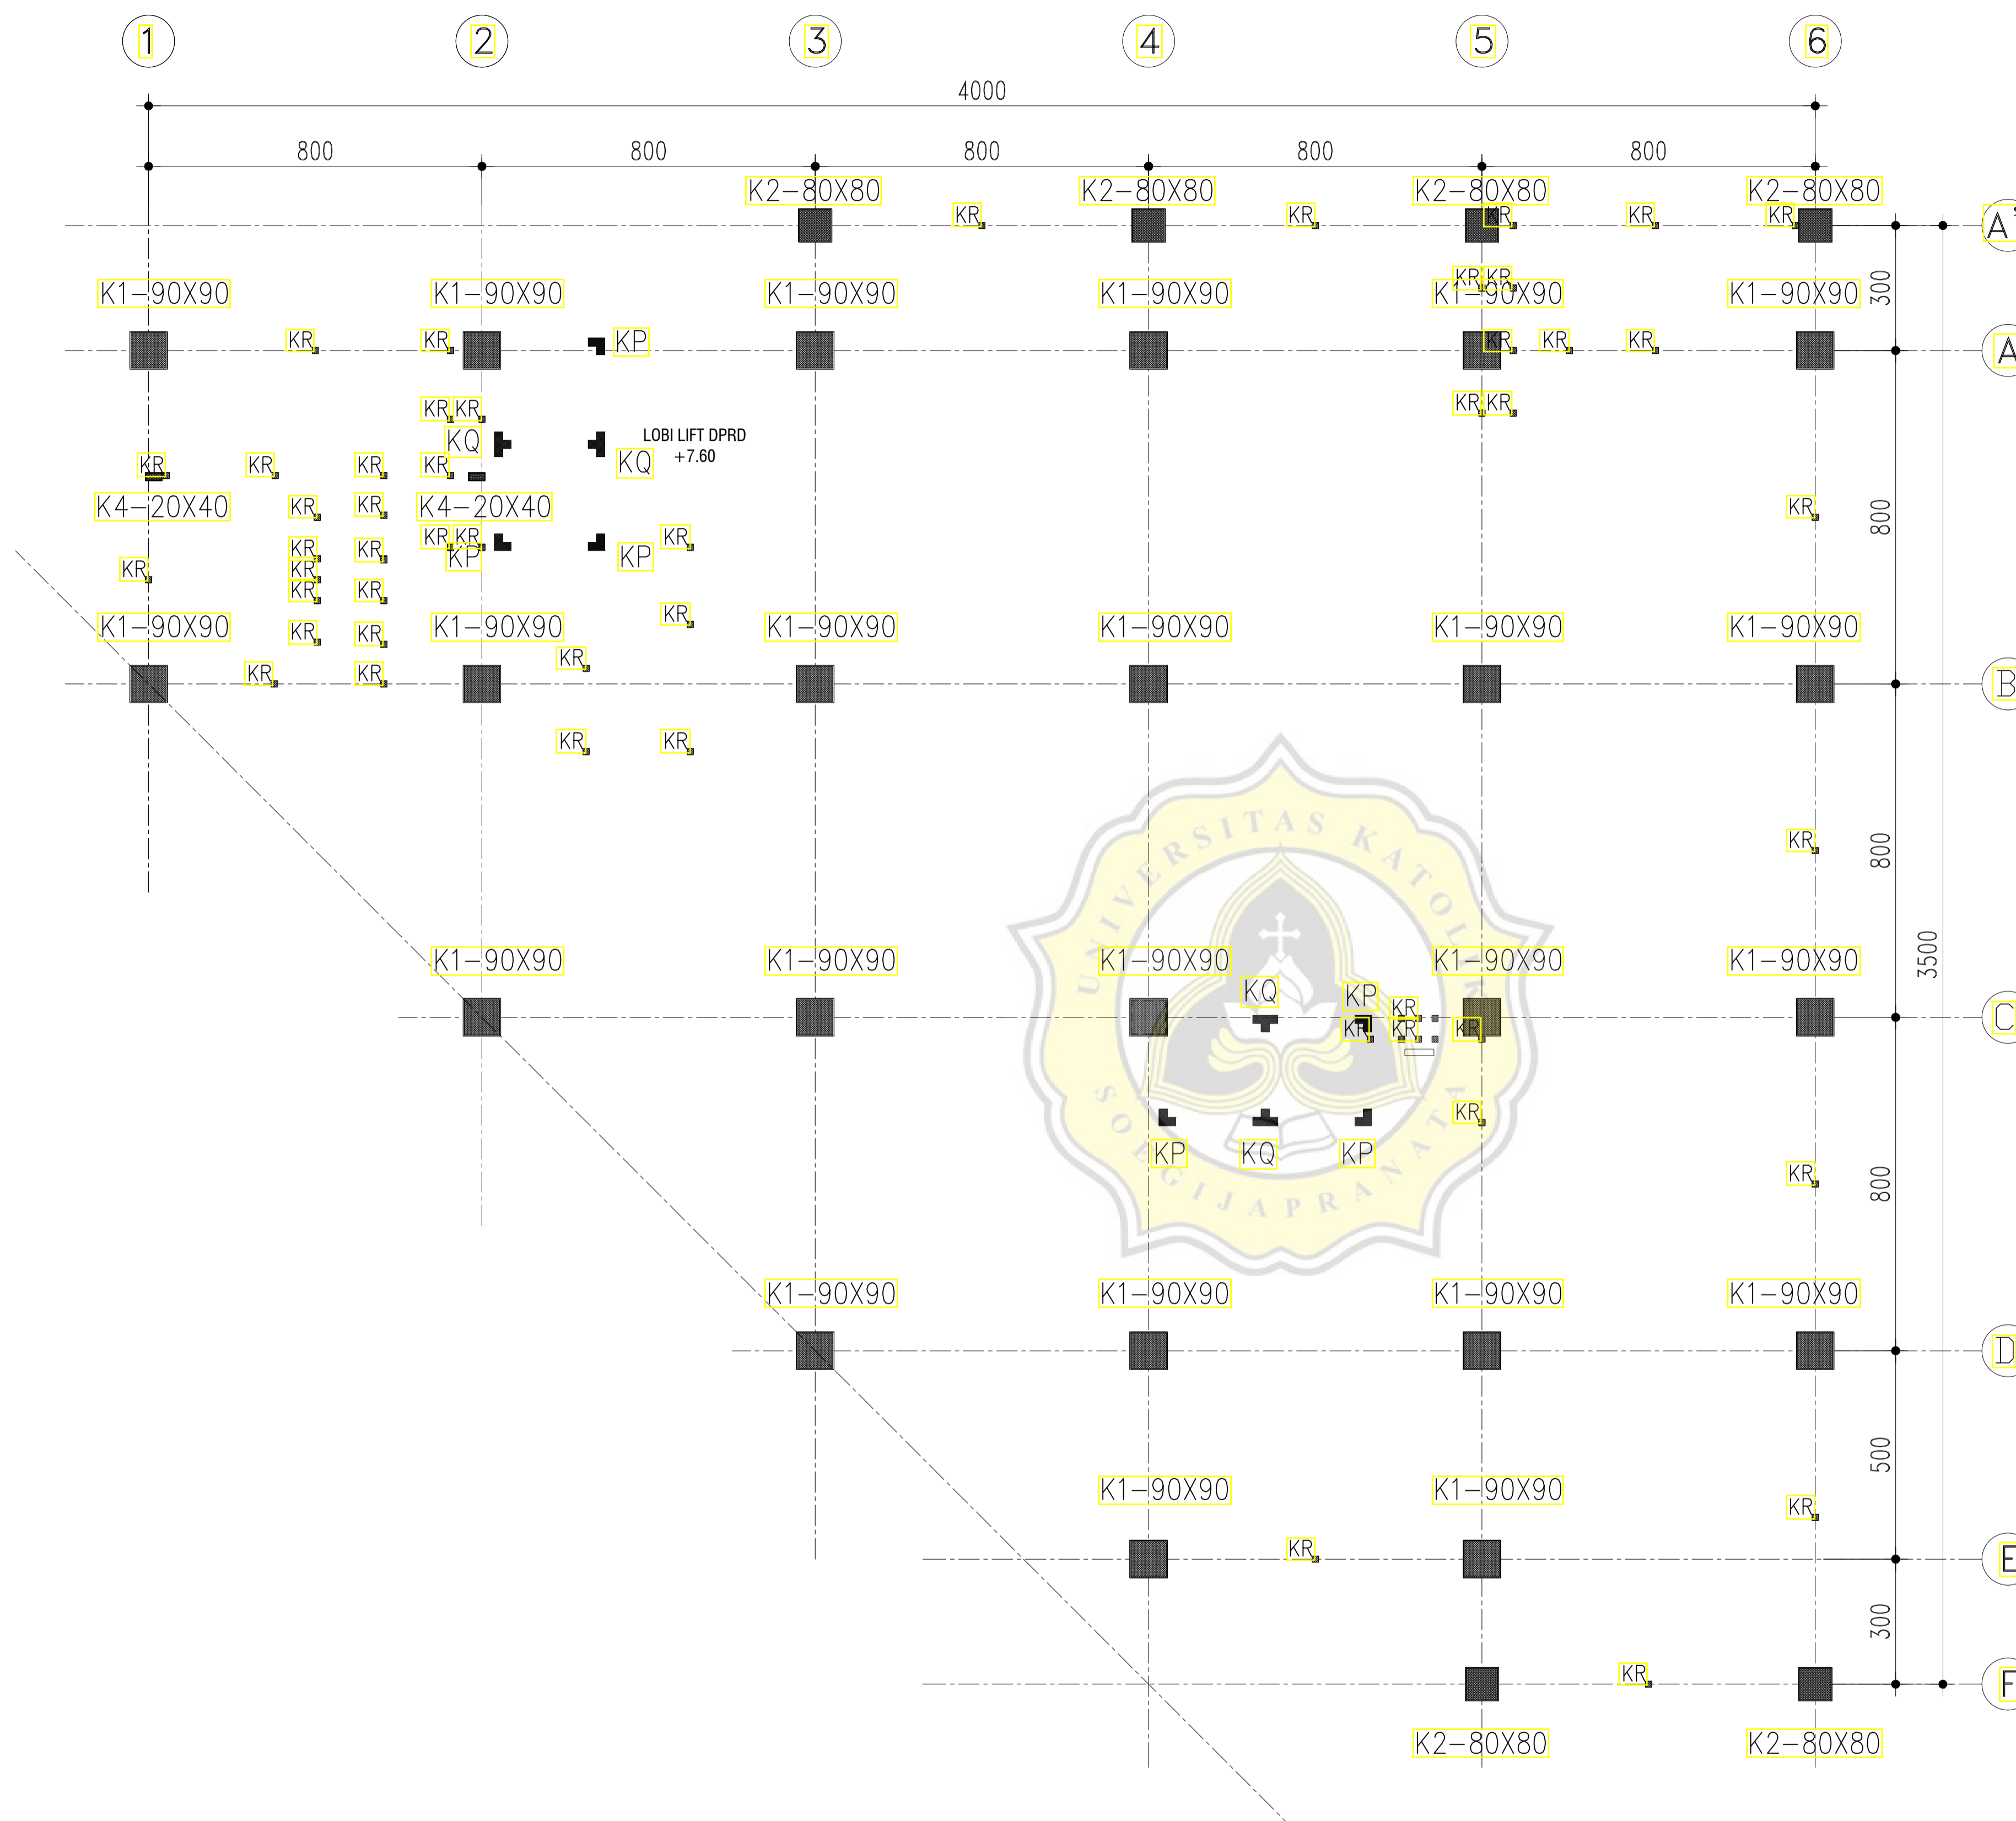 1 2 3 4 5 6
4000
800 800 800 800 800
K2-80X80 K2-80X80 K2-80X80 K2-80X80
KR KR KR KR KR A'
KR KR
300
K1-90X90 K1-90X90 K1-90X90 K1-90X90 K1-90X90 K1-90X90
KR KR KP KR KR KR A
KR KR KR KR
KQ LOBI LIFT DPRD
KQ +7.60
KR KR KR KR
K4-20X40 KR KR K4-20X40 KR 800
KR KR KR
KR KR KP KP
KR KR
KR KR
KR
K1-90X90 K1-90X90 K1-90X90 K1-90X90 K1-90X90 K1-90X90
KR KR
KR
KR KR B
KR KR
UNIVERSITAS KATOLIK
KR 800
3500
K1-90X90 K1-90X90 K1-90X90 K1-90X90 K1-90X90
KQ KP KR
KR KR KR C
KR
KP KQ KP
SOEGIJAPRANATA
KR 800
K1-90X90 K1-90X90 K1-90X90 K1-90X90
D
500
K1-90X90 K1-90X90
KR
KR E
300
KR F
K2-80X80 K2-80X80